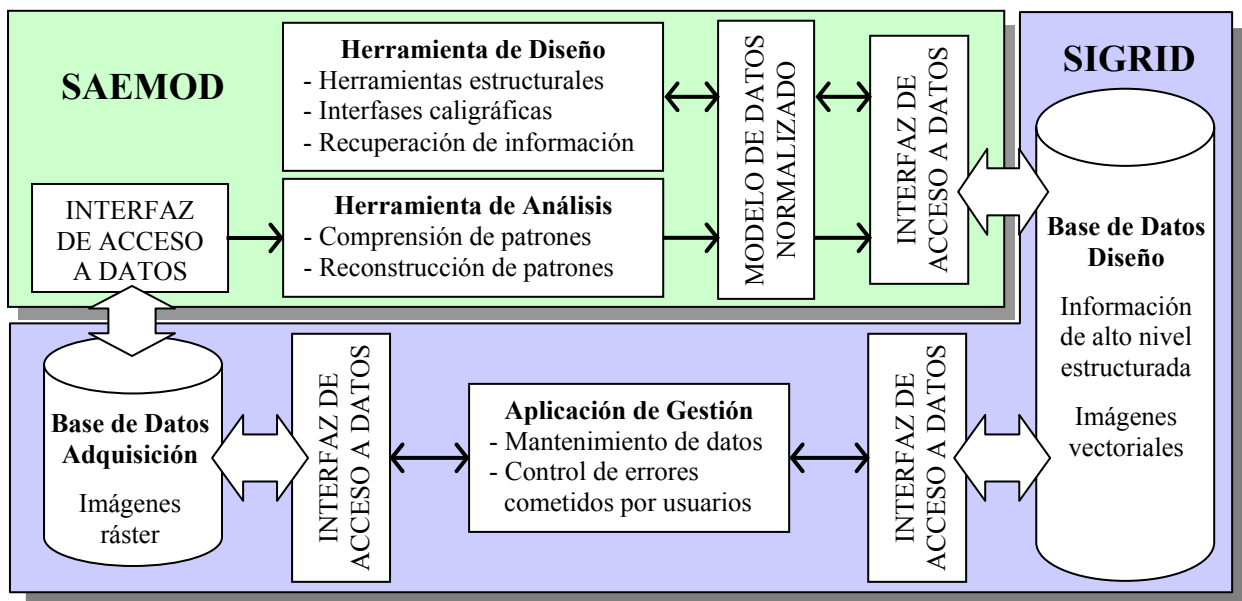 SAEMOD
Herramienta de Diseño
- Herramientas estructurales
- Interfases caligráficas
- Recuperación de información
INTERFAZ
DE ACCESO
A DATOS
Herramienta de Análisis
- Comprensión de patrones
- Reconstrucción de patrones
MODELO DE DATOS
NORMALIZADO
INTERFAZ DE
ACCESO A DATOS
SIGRID
Base de Datos
Diseño
Información
de alto nivel
estructurada
Imágenes
vectoriales
Base de Datos
Adquisición
Imágenes
ráster
INTERFAZ DE
ACCESO A DATOS
Aplicación de Gestión
- Mantenimiento de datos
- Control de errores
cometidos por usuarios
INTERFAZ DE
ACCESO A DATOS